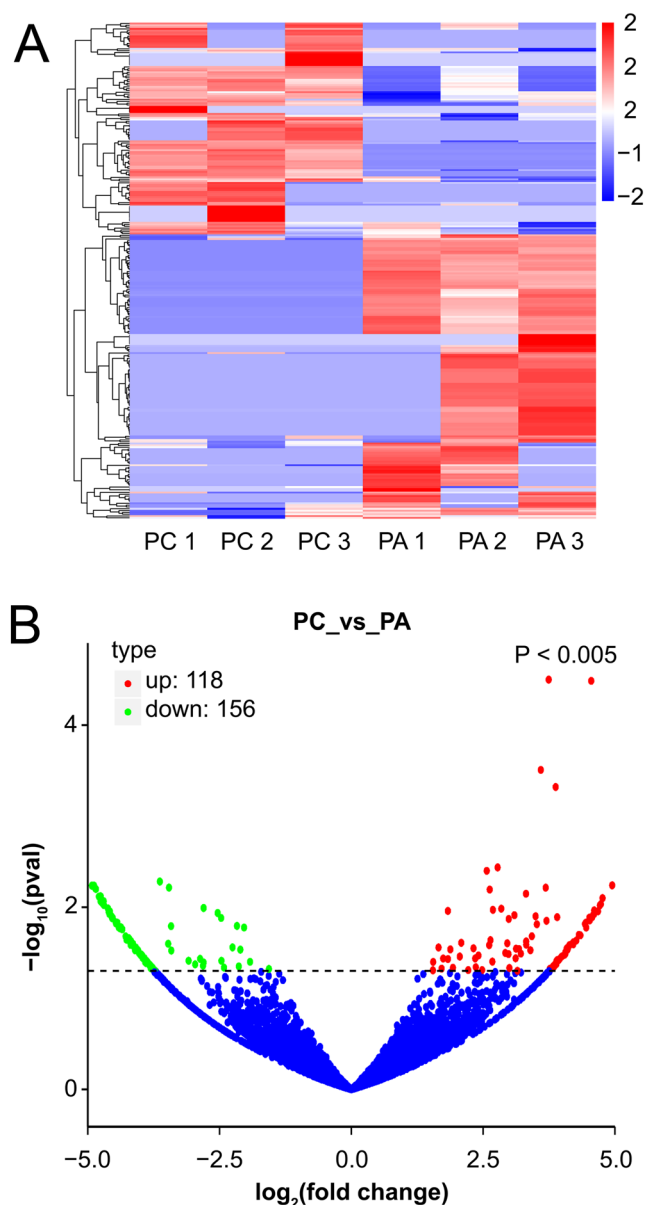 A
2
2
2
−1
−2
PC 1 PC 2 PC 3 PA 1 PA 2 PA 3
B
PC_vs_PA
type
P < 0.005
up: 118
down: 156
4
2
0
−log10(pval)
−5.0 −2.5 0.0 2.5 5.0
log2(fold change)